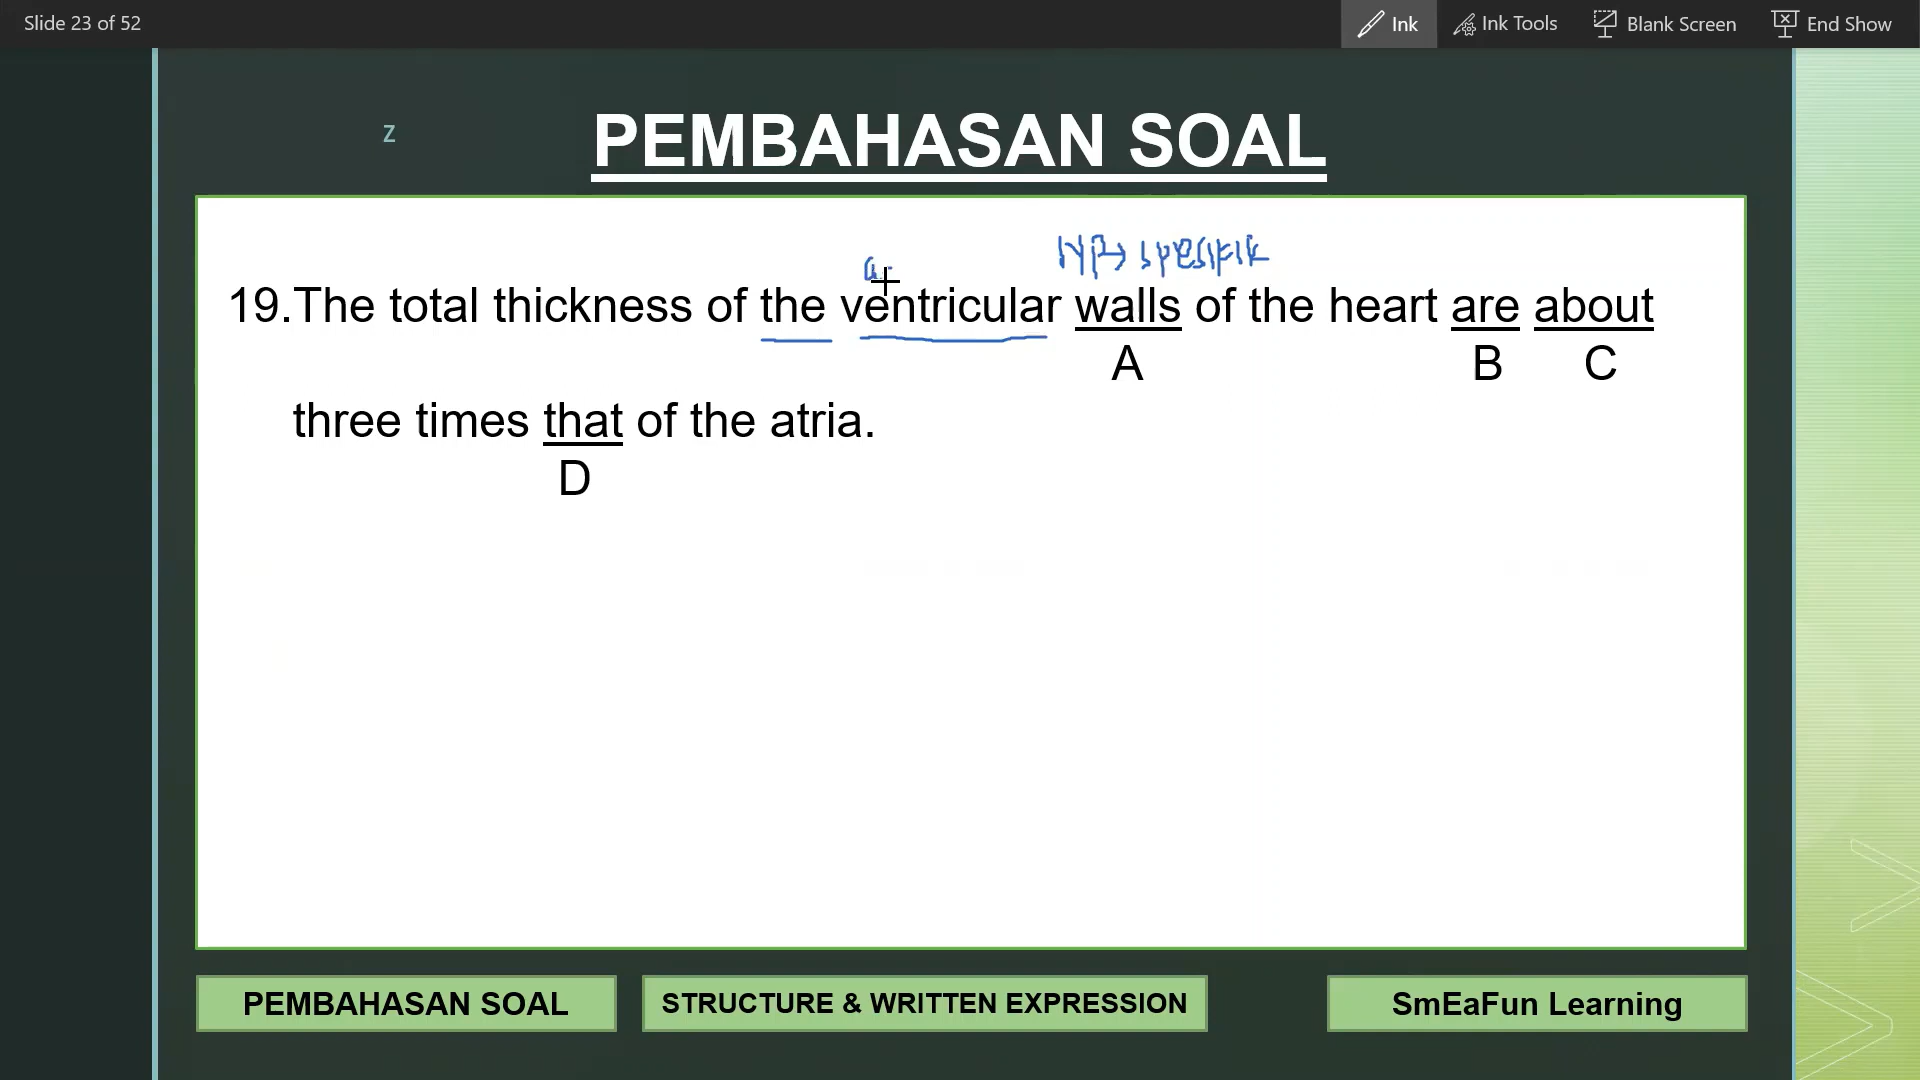 Slide 23 of 52
Ink
Ink Tools
Blank Screen
End Show
z
PEMBAHASAN SOAL
NP→ spesifik
19.The total thickness of the ventricular walls of the heart are about
A B C
three times that of the atria.
D
PEMBAHASAN SOAL
STRUCTURE & WRITTEN EXPRESSION
SmEaFun Learning